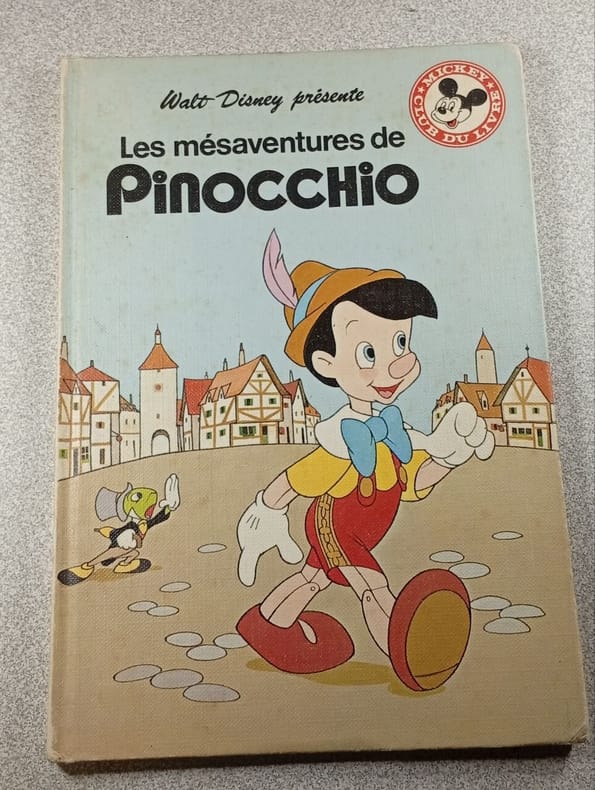 Walt Disney présente
MICKEY
CLUB DU LIVRE
Les mésaventures de
PINOCCHIO